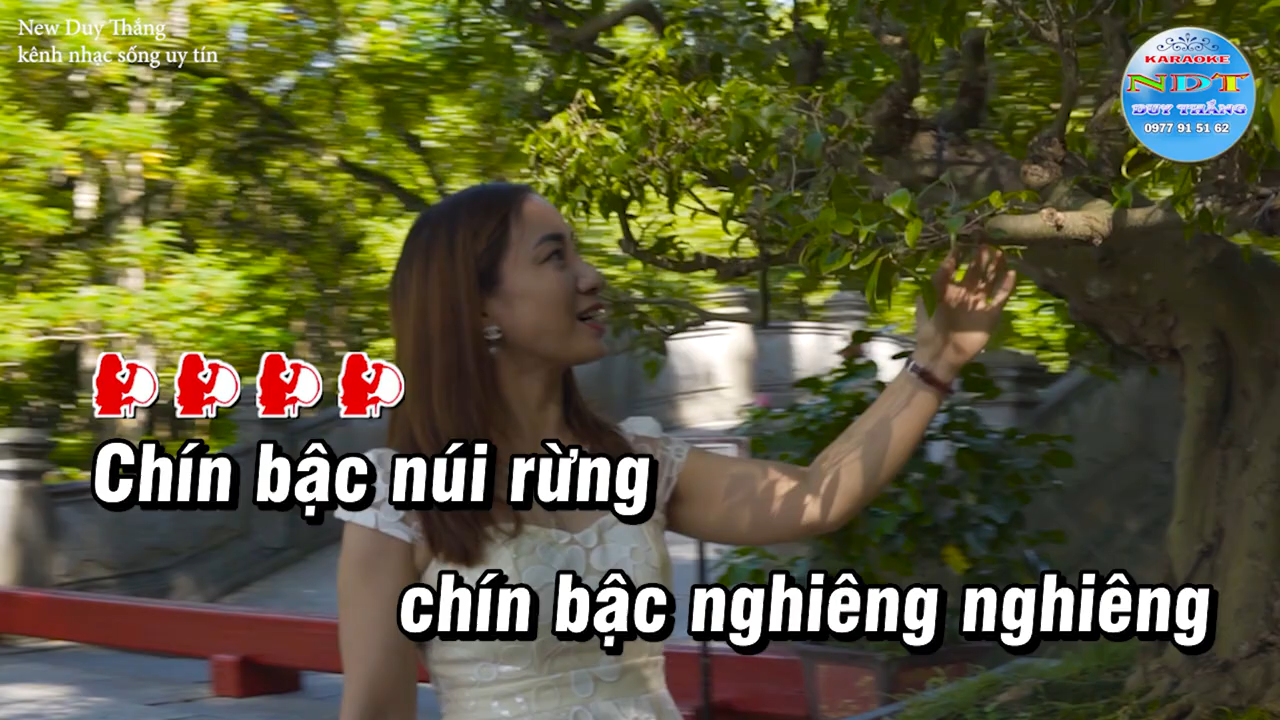 New Duy Thắng
kênh nhạc sống uy tín
KARAOKE
NDT
DUY THẮNG
0977 91 51 62
Chín bậc núi rừng
chín bậc nghiêng nghiêng